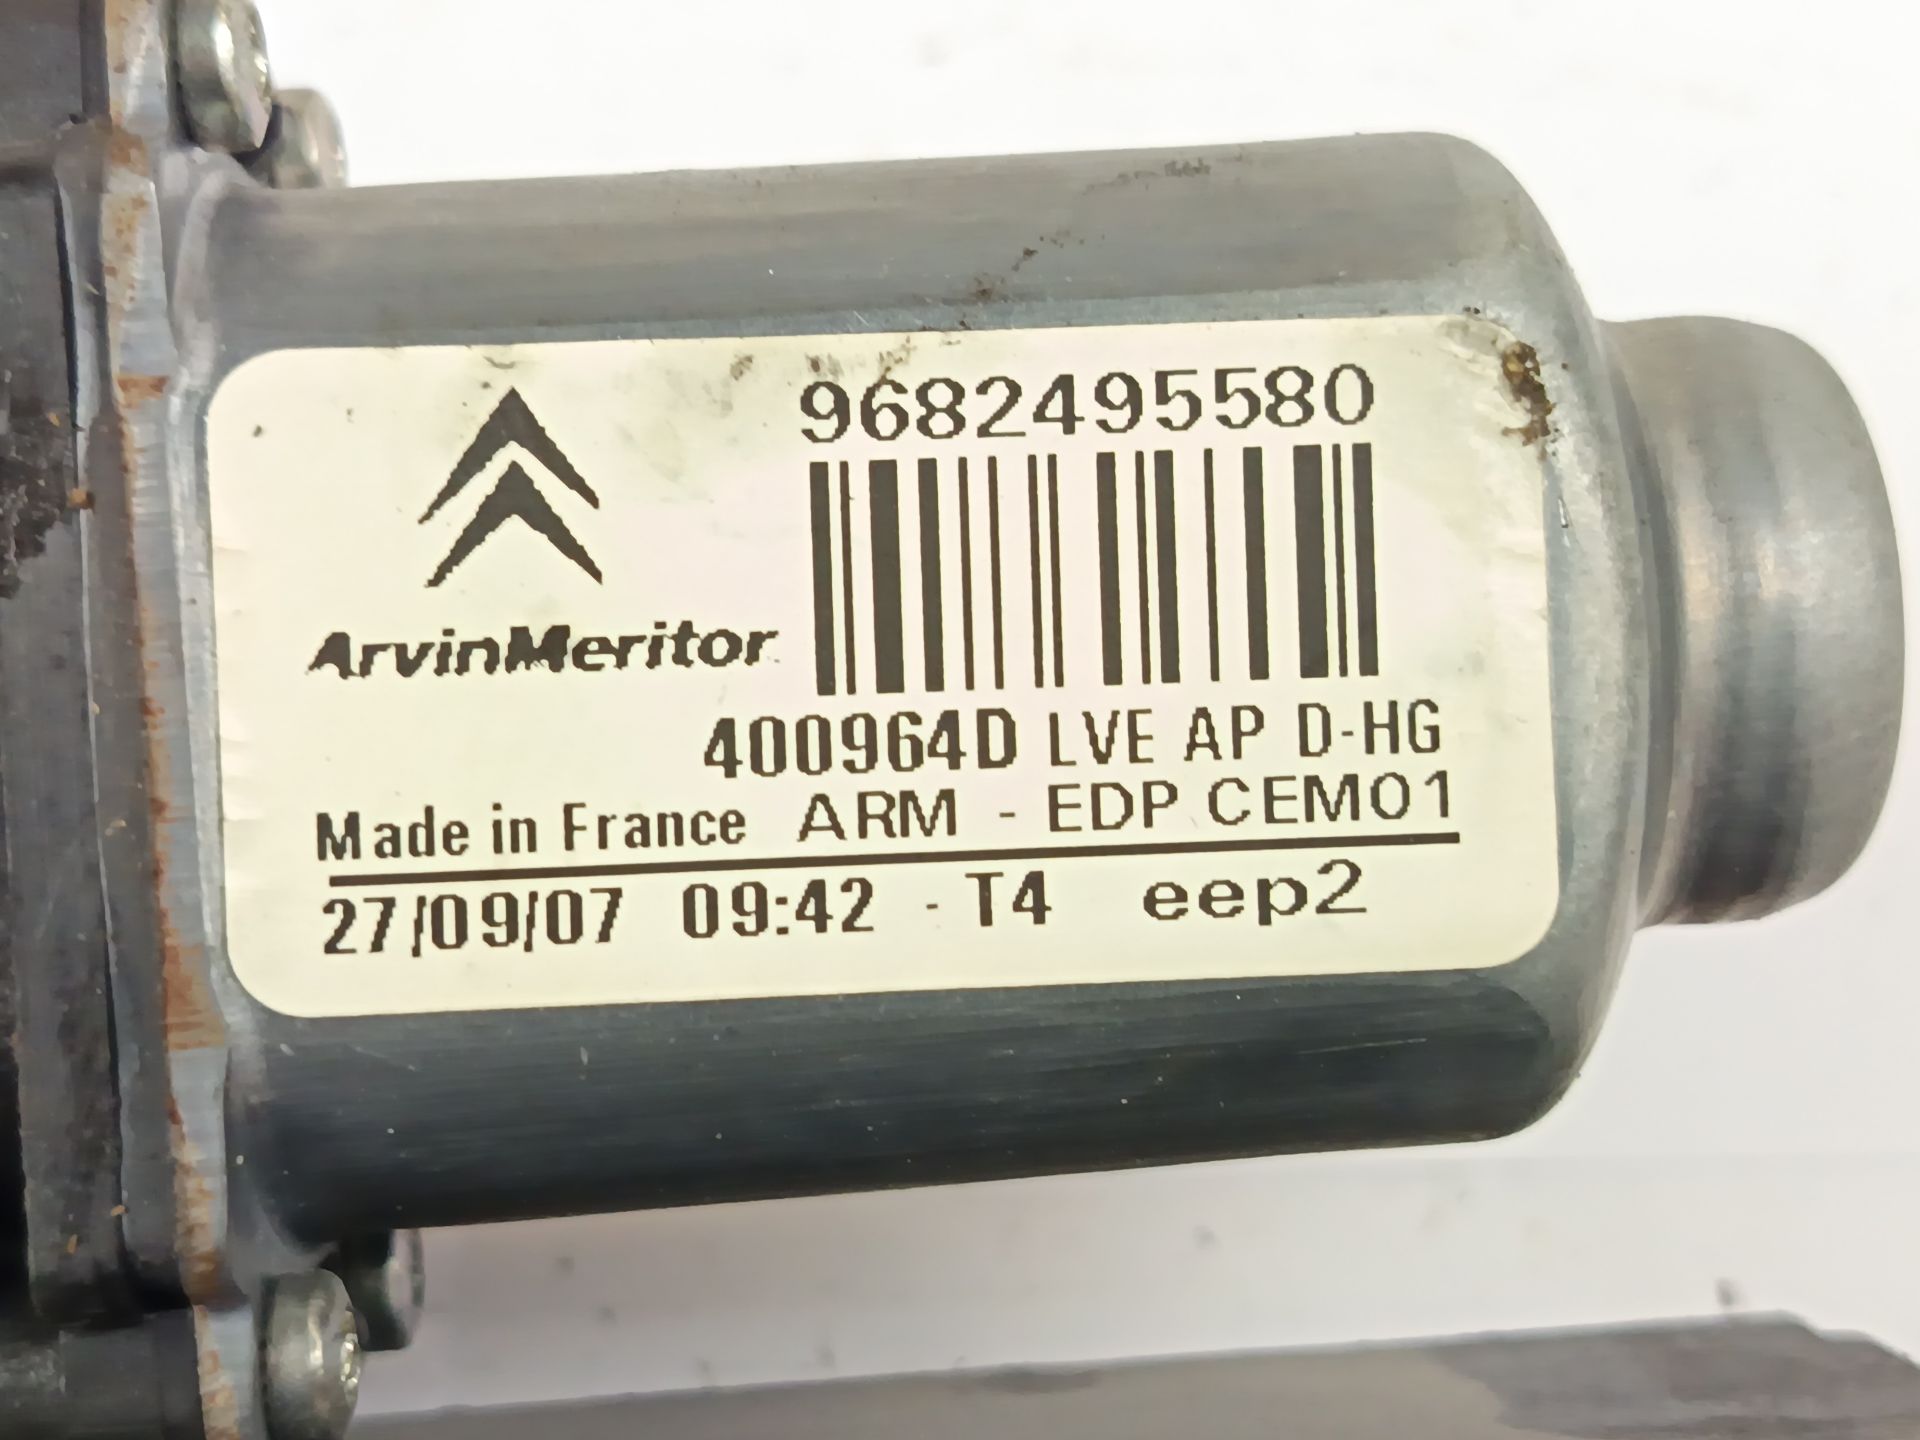 9682495580
ArvinMeritor
400964D LVE AP D-HG
Made in France ARM - EDP CEM01
27/09/07 09:42 - T4 eep2